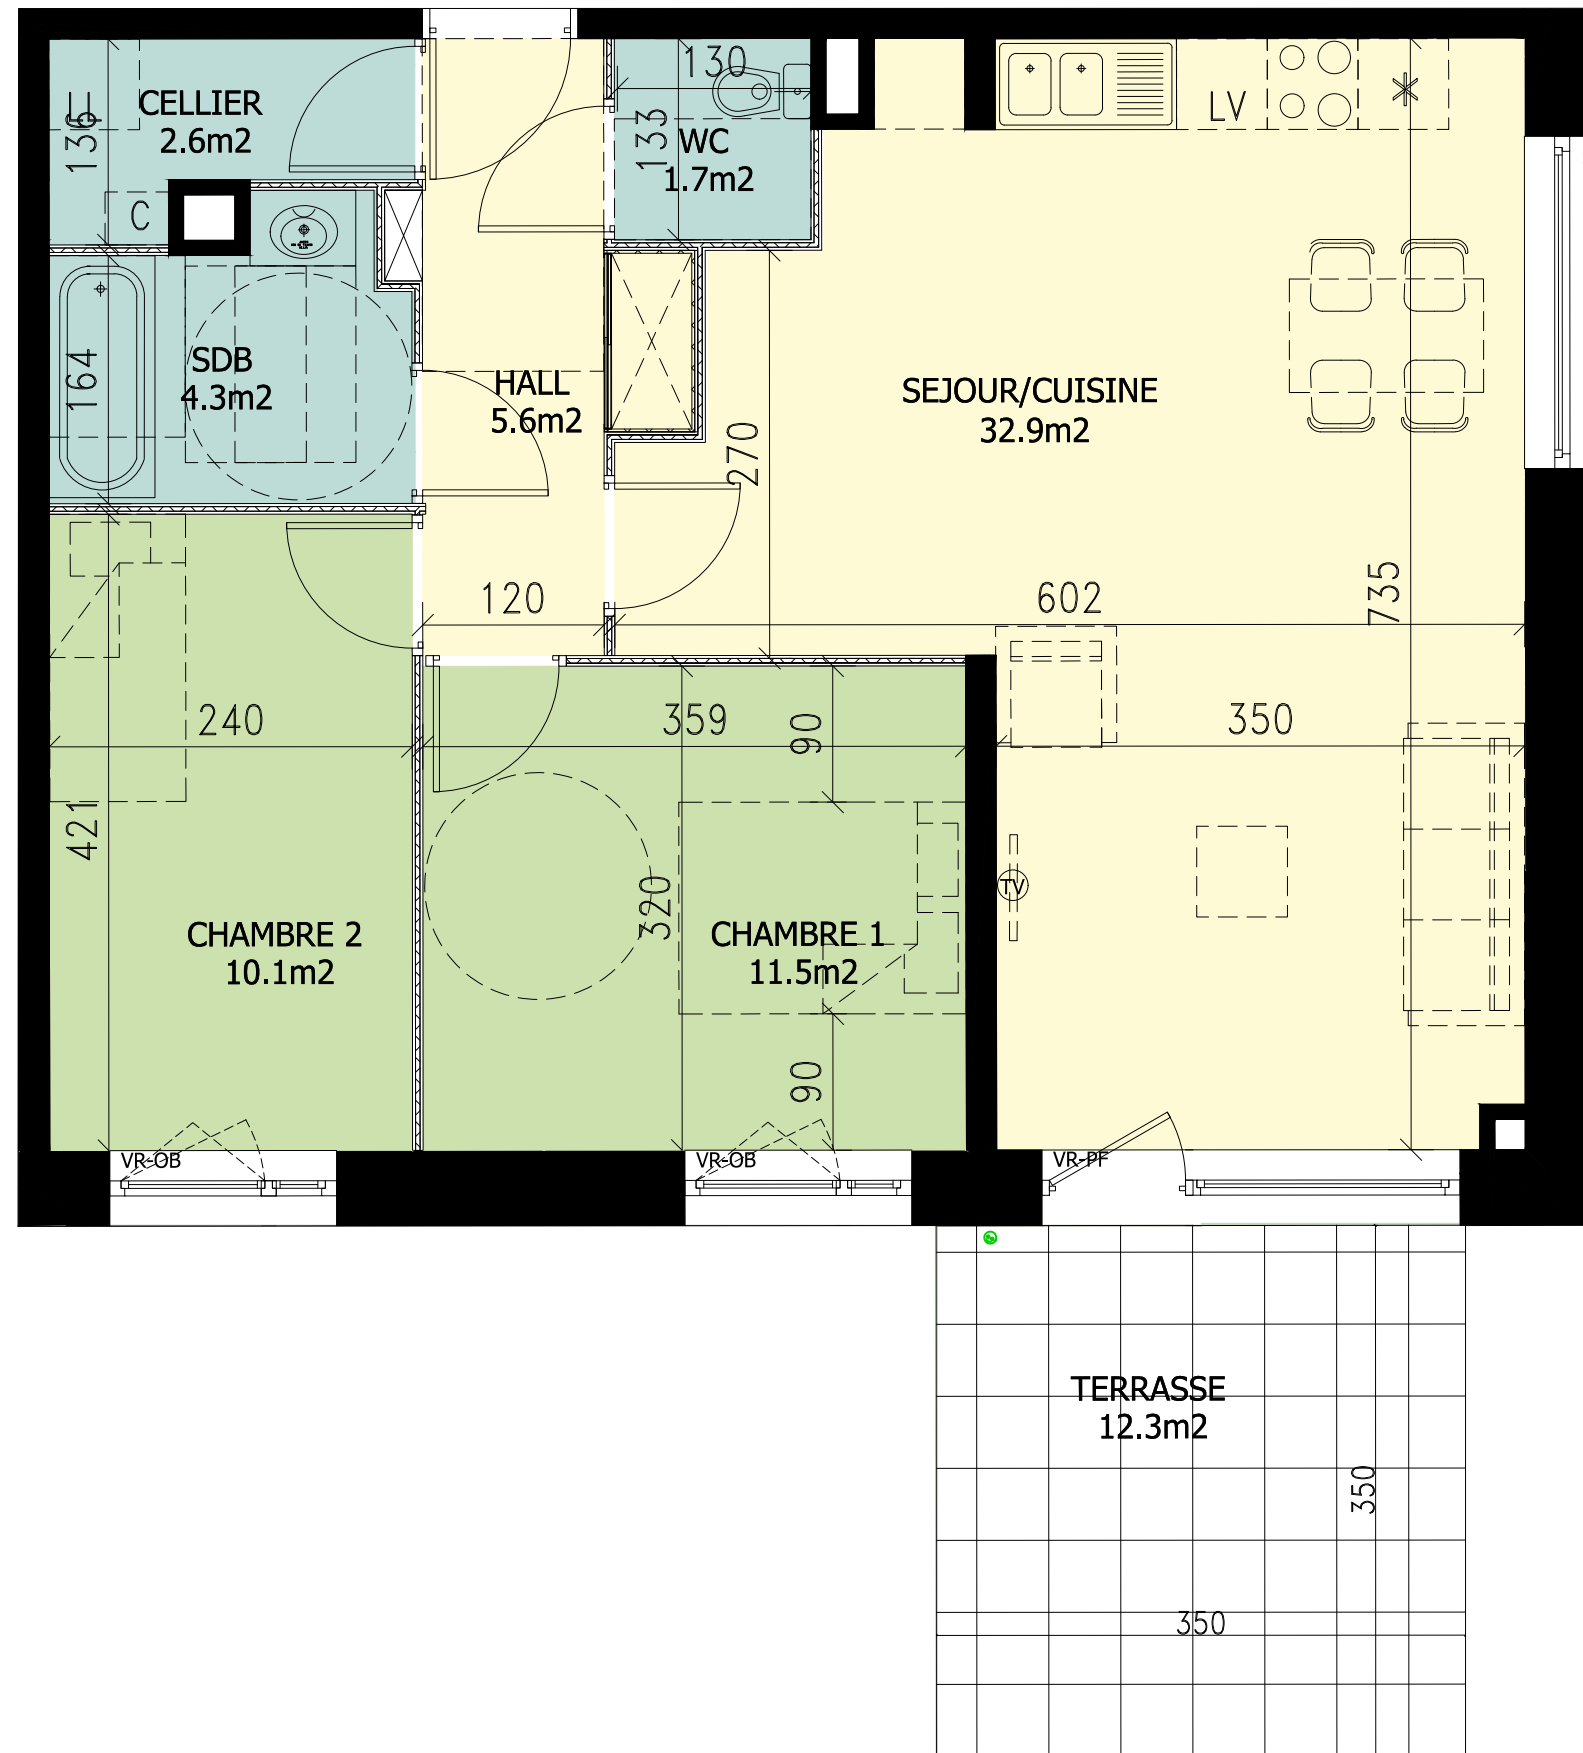 130
CELLIER
2.6m2
LL
136
133
WC
1.7m2
LV
*
C
SDB
4.3m2
164
HALL
5.6m2
SEJOUR/CUISINE
32.9m2
270
120
602
735
240
359
90
350
421
320
TV
CHAMBRE 2
10.1m2
CHAMBRE 1
11.5m2
90
VR-OB
VR-OB
VR-PF
TERRASSE
12.3m2
350
350